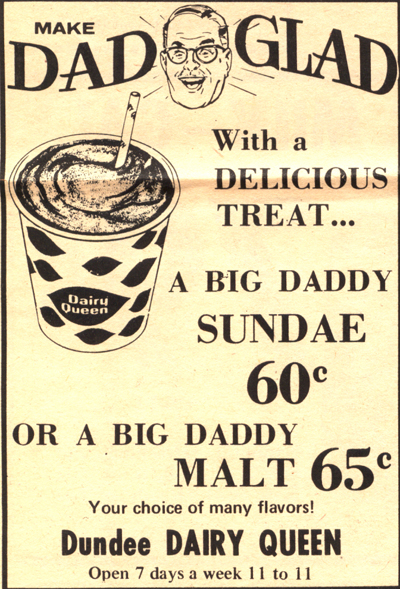 MAKE
DAD GLAD
With a
DELICIOUS
TREAT...
Dairy
Queen
A BIG DADDY
SUNDAE
60c
OR A BIG DADDY
MALT 65c
Your choice of many flavors!
Dundee DAIRY QUEEN
Open 7 days a week 11 to 11